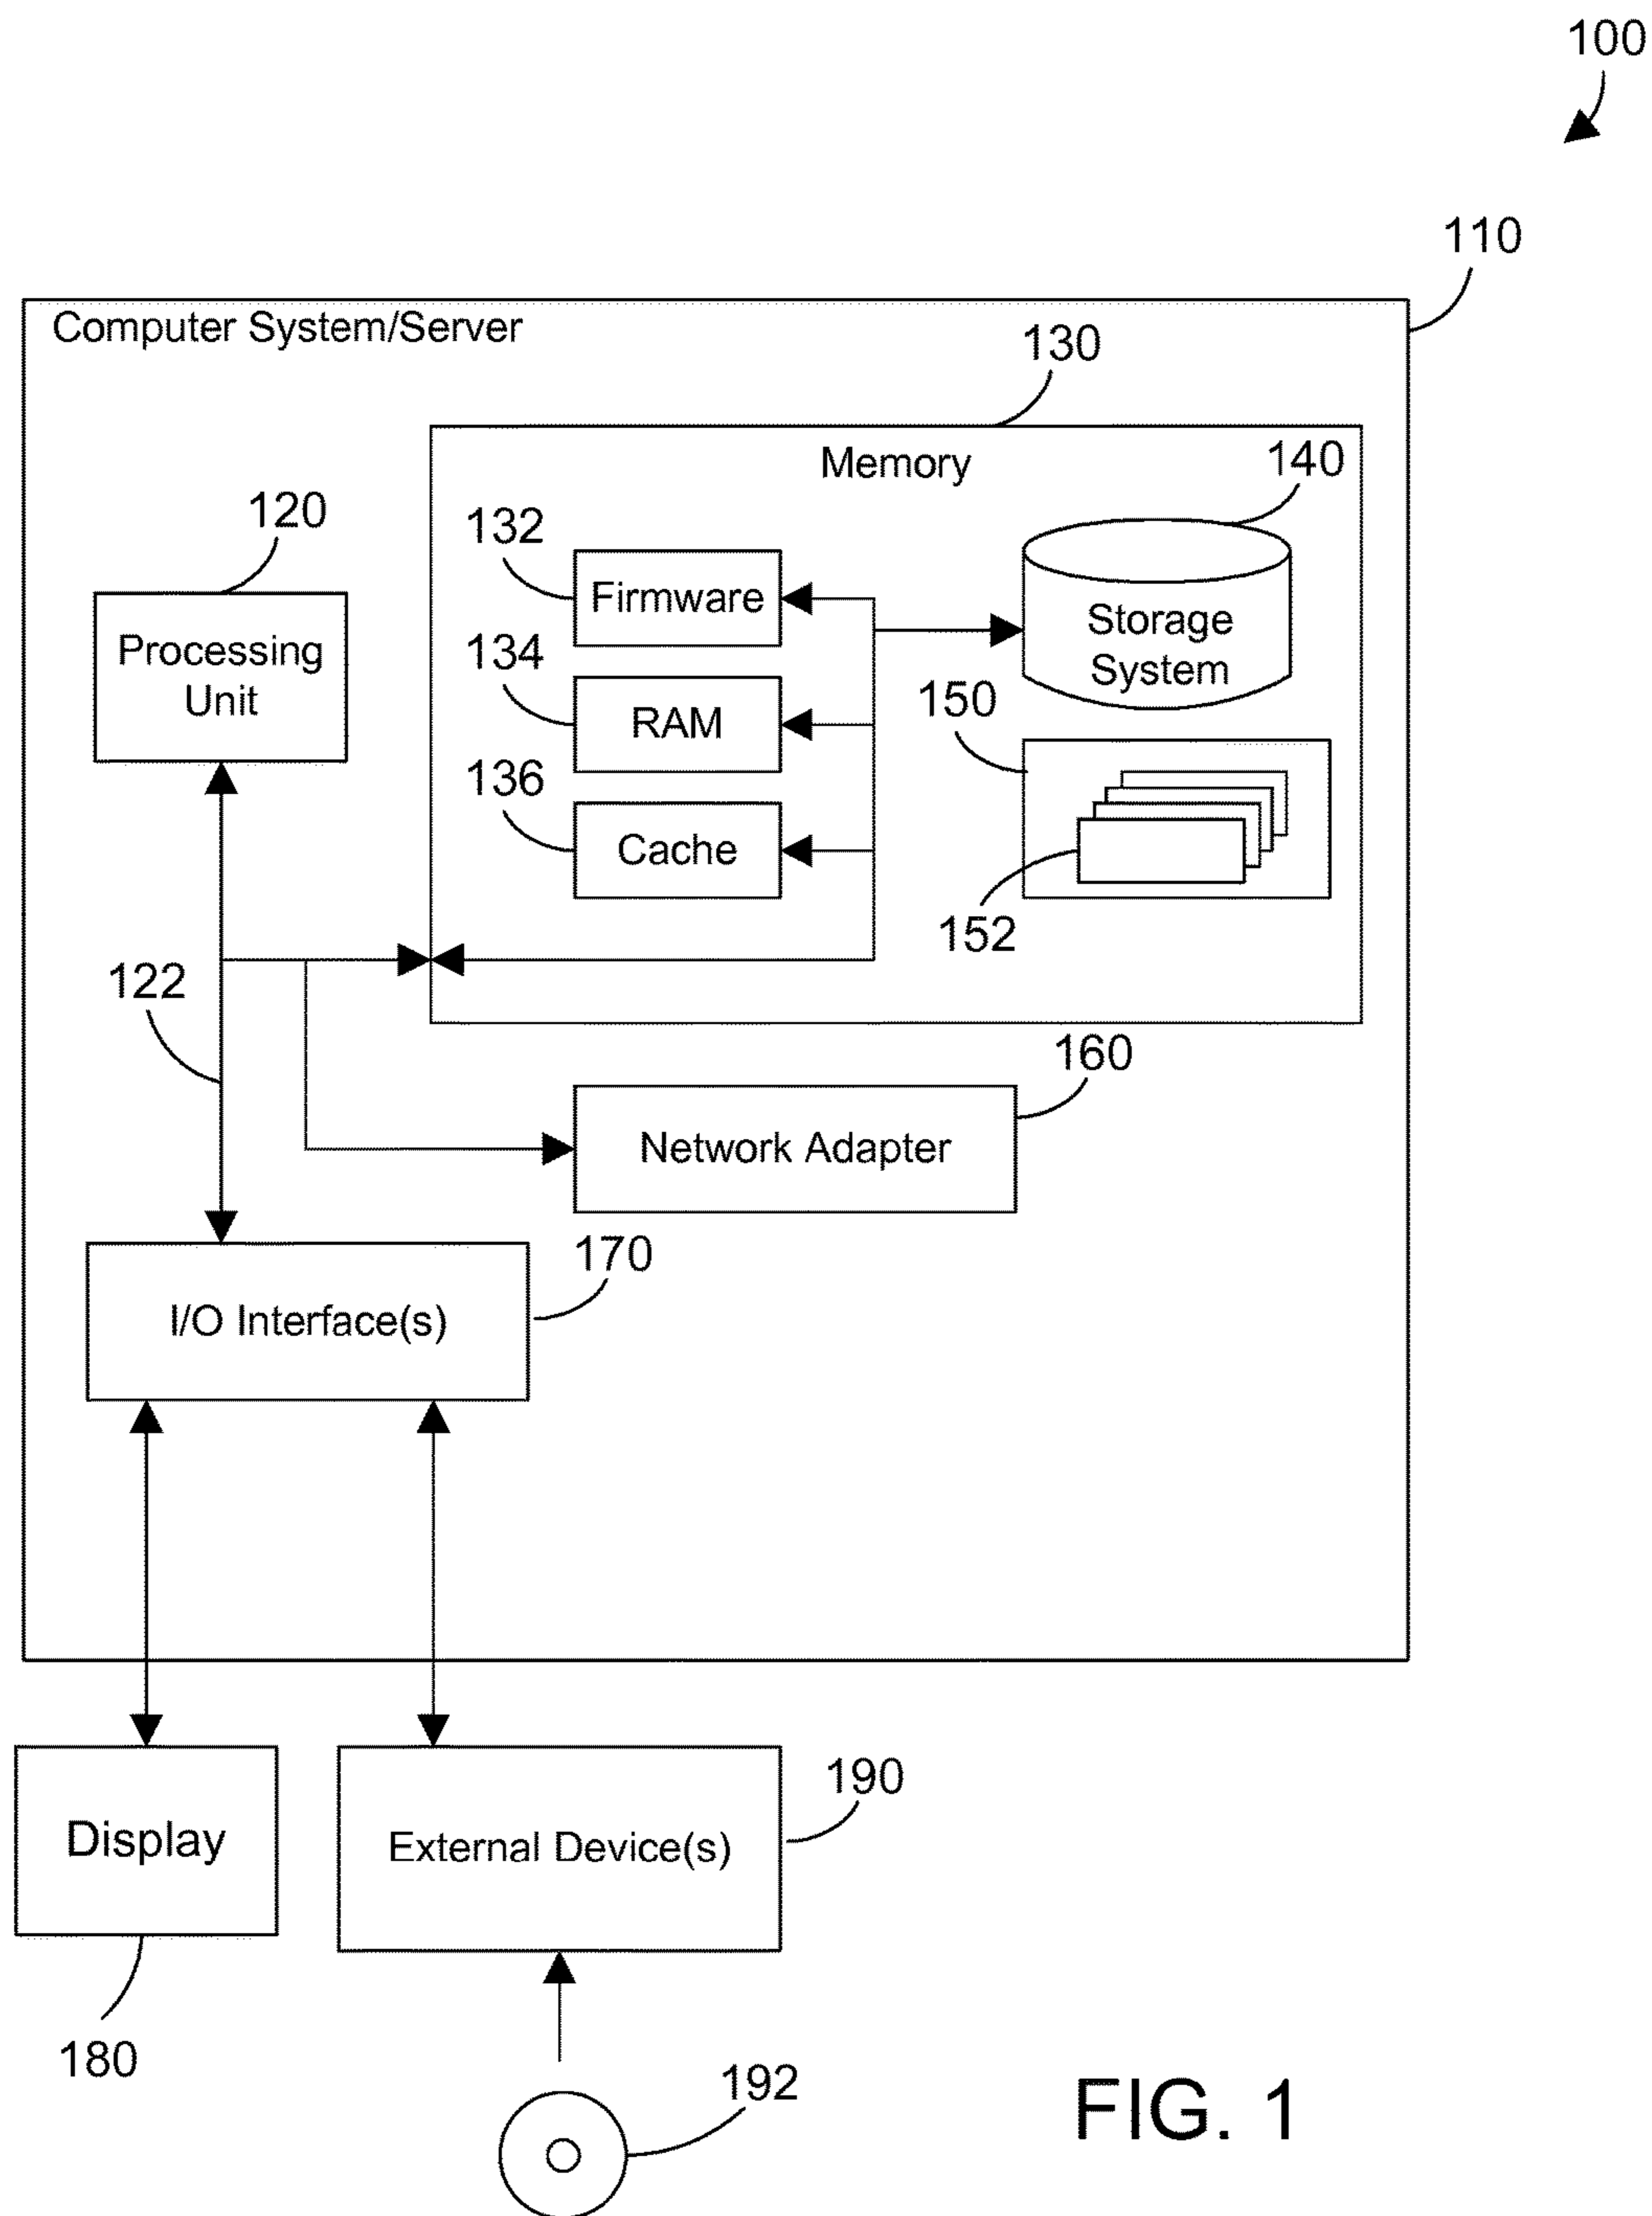 100
110
Computer System/Server
130
Memory
140
120
132
Firmware
Storage
System
Processing
Unit
134
RAM
150
136
Cache
152
122
160
Network Adapter
170
I/O Interface(s)
190
Display
External Device(s)
180
192
FIG. 1